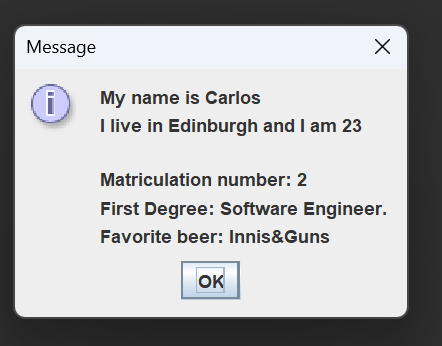 Message
My name is Carlos
I live in Edinburgh and I am 23
Matriculation number: 2
First Degree: Software Engineer.
Favorite beer: Innis&Guns
OK